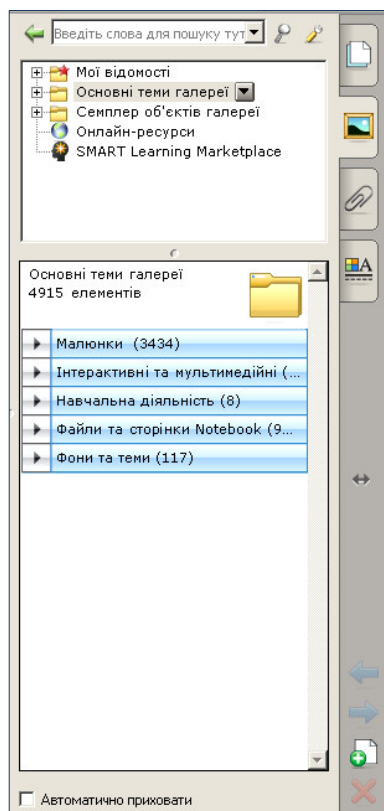 Введіть слова для пошуку тут
Мої відомості
Основні теми галереї
Семплер об'єктів галереї
Онлайн-ресурси
SMART Learning Marketplace
Основні теми галереї
4915 елементів
Малюнки (3434)
Інтерактивні та мультимедійні (...
Навчальна діяльність (8)
Файли та сторінки Notebook (9...
Фони та теми (117)
A
Автоматично приховати